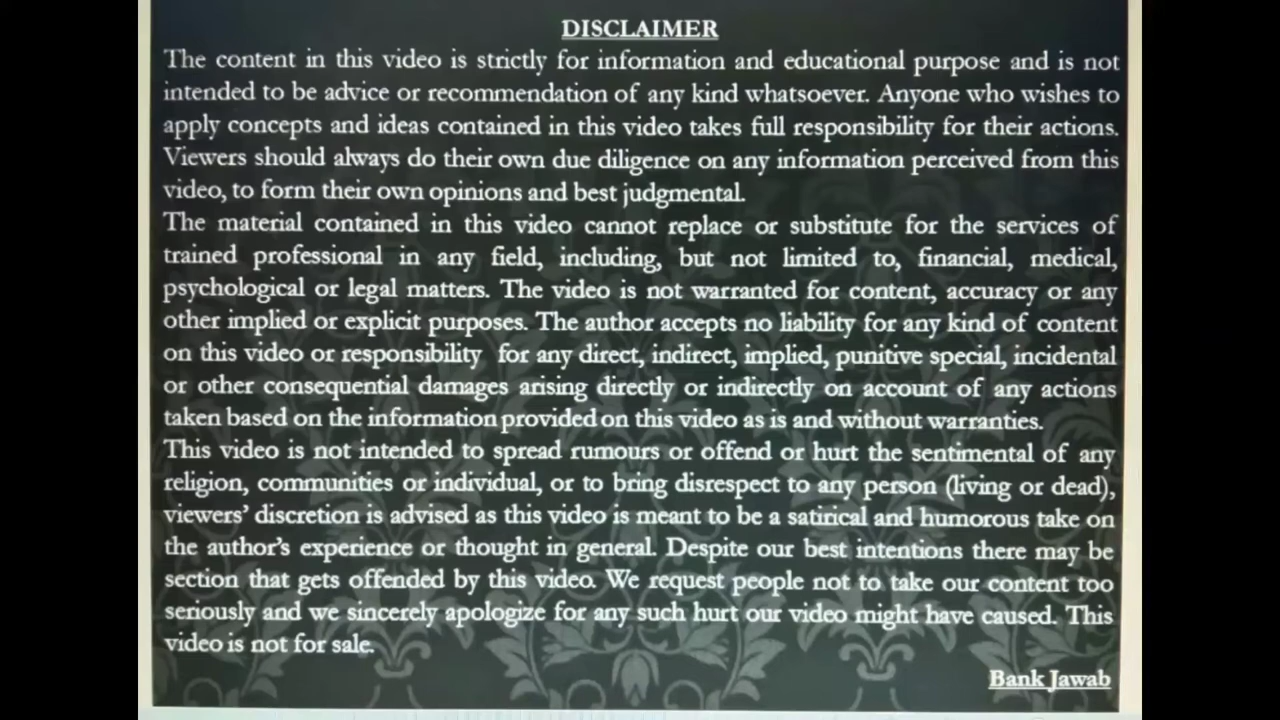 DISCLAIMER
The content in this video is strictly for information and educational purpose and is not
intended to be advice or recommendation of any kind whatsoever. Anyone who wishes to
apply concepts and ideas contained in this video takes full responsibility for their actions.
Viewers should always do their own due diligence on any information perceived from this
video, to form their own opinions and best judgmental.
The material contained in this video cannot replace or substitute for the services of
trained professional in any field, including, but not limited to, financial, medical,
psychological or legal matters. The video is not warranted for content, accuracy or any
other implied or explicit purposes. The author accepts no liability for any kind of content
on this video or responsibility for any direct, indirect, implied, punitive special, incidental
or other consequential damages arising directly or indirectly on account of any actions
taken based on the information provided on this video as is and without warranties.
This video is not intended to spread rumours or offend or hurt the sentimental of any
religion, communities or individual, or to bring disrespect to any person (living or dead),
viewers' discretion is advised as this video is meant to be a satirical and humorous take on
the author's experience or thought in general. Despite our best intentions there may be
section that gets offended by this video. We request people not to take our content too
seriously and we sincerely apologize for any such hurt our video might have caused. This
video is not for sale.
Bank Jawab